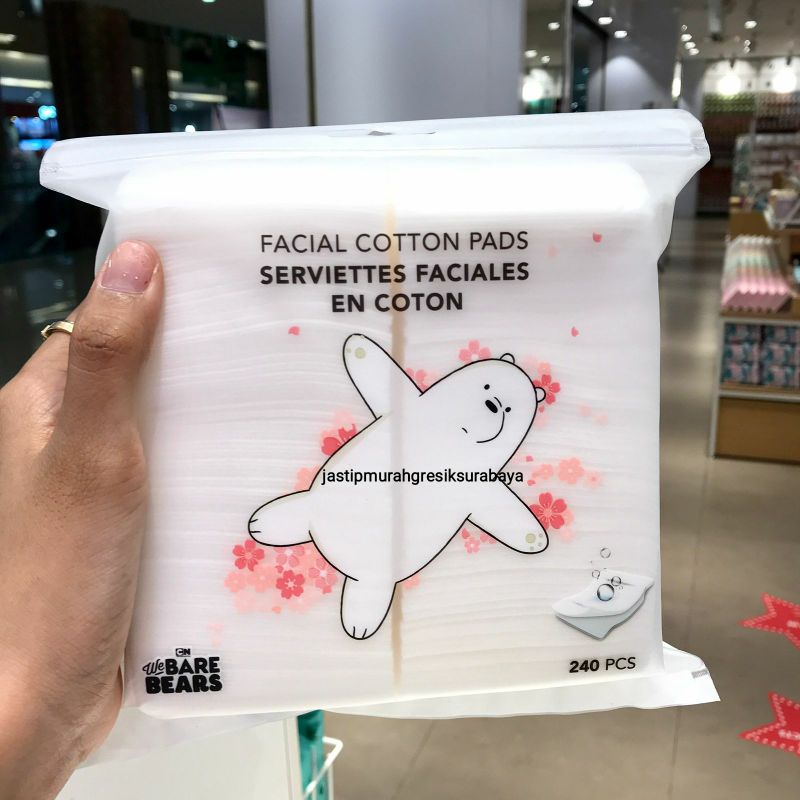 FACIAL COTTON PADS
SERVIETTES FACIALES
EN COTON
jastipmurahgresiksurabaya
CN
We BARE
BEARS
240 PCS